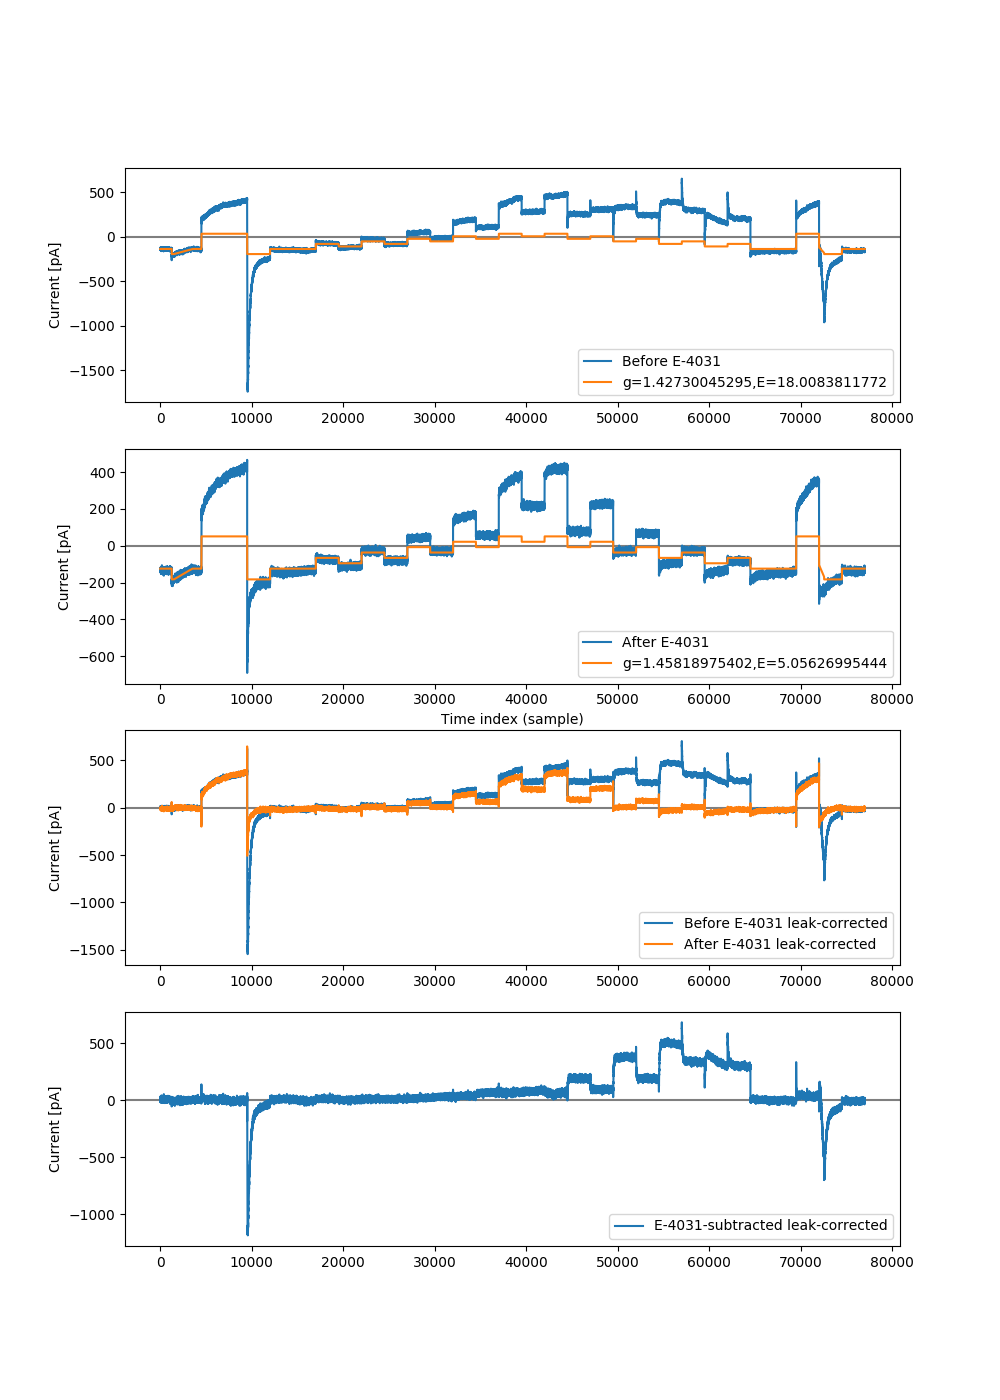 500
0
−500
−1000
−1500
Current [pA]
Before E-4031
g=1.42730045295,E=18.0083811772
0 10000 20000 30000 40000 50000 60000 70000 80000
400
200
0
−200
−400
−600
Current [pA]
After E-4031
g=1.45818975402,E=5.05626995444
0 10000 20000 30000 40000 50000 60000 70000 80000
Time index (sample)
500
0
−500
−1000
−1500
Current [pA]
Before E-4031 leak-corrected
After E-4031 leak-corrected
0 10000 20000 30000 40000 50000 60000 70000 80000
500
0
−500
−1000
Current [pA]
E-4031-subtracted leak-corrected
0 10000 20000 30000 40000 50000 60000 70000 80000